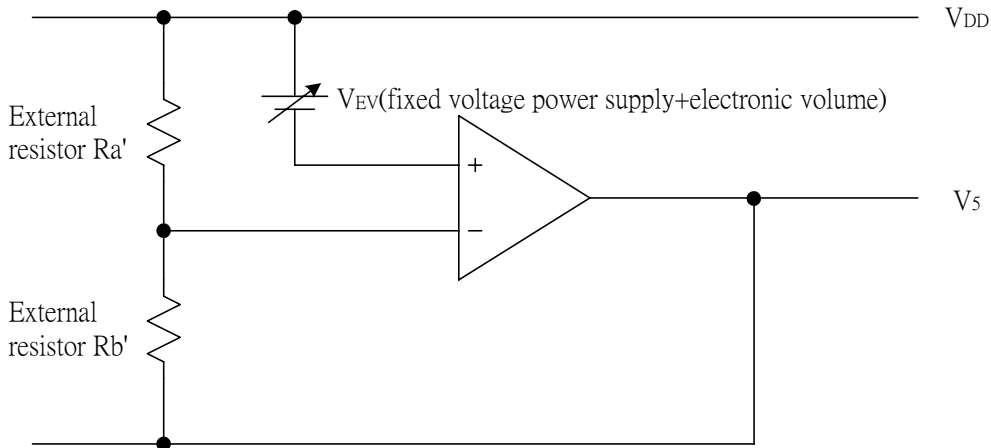 VDD
External
resistor Ra'
VEV(fixed voltage power supply+electronic volume)
+
−
V5
External
resistor Rb'